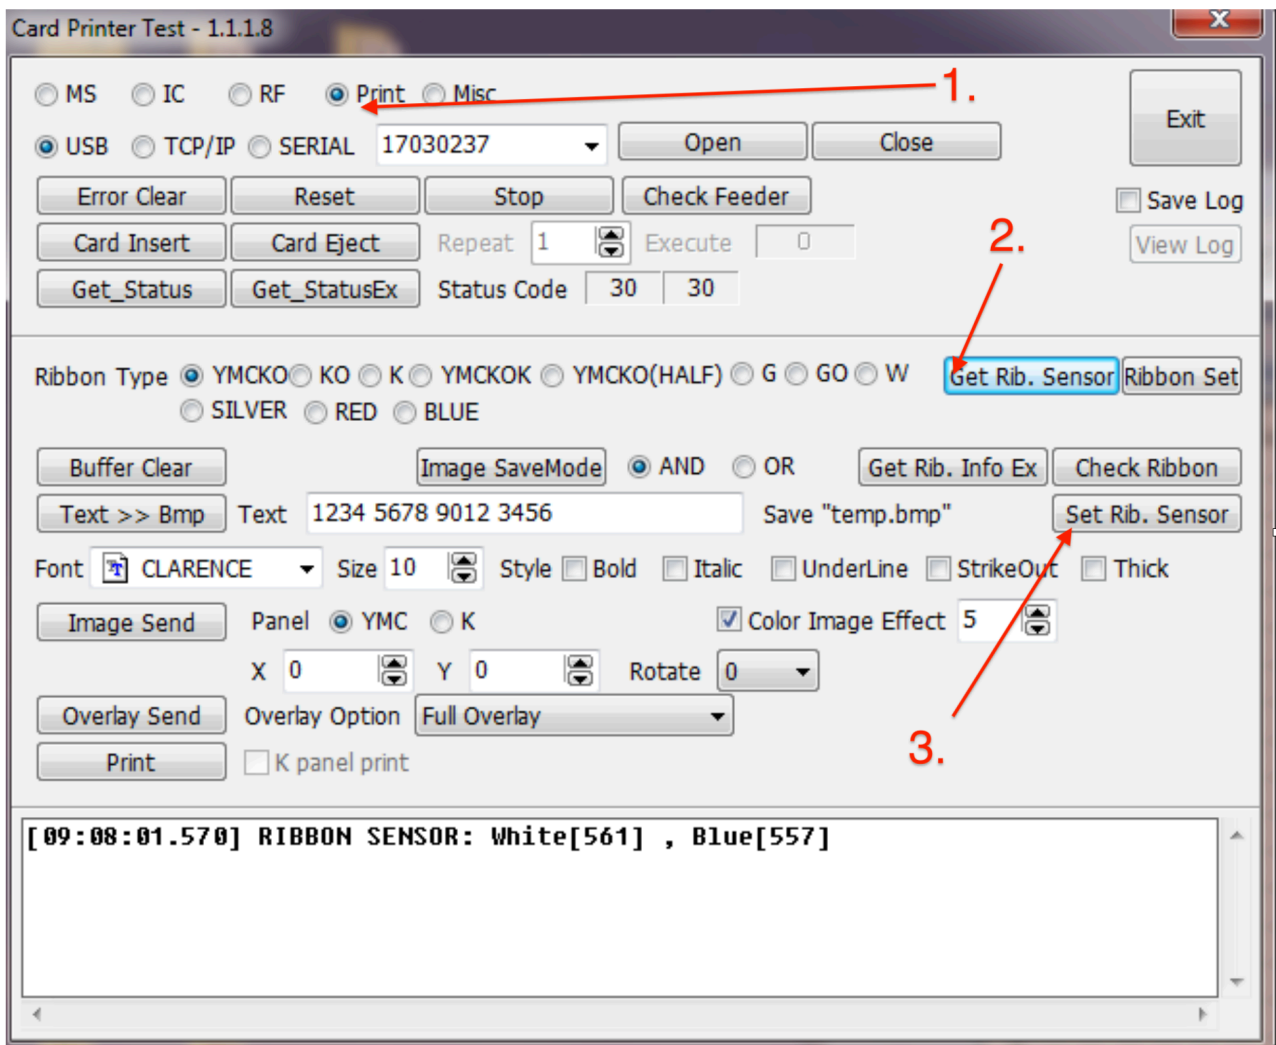 Card Printer Test - 1.1.1.8
MS IC RF Print Misc 1.
USB TCP/IP SERIAL 17030237 Open Close Exit
Error Clear Reset Stop Check Feeder Save Log
Card Insert Card Eject Repeat 1 Execute 0 2. View Log
Get_Status Get_StatusEx Status Code 30 30
Ribbon Type YMCKO KO K YMCKOK YMCKO(HALF) G GO W Get Rib. Sensor Ribbon Set
SILVER RED BLUE
Buffer Clear Image SaveMode AND OR Get Rib. Info Ex Check Ribbon
Text >> Bmp Text 1234 5678 9012 3456 Save "temp.bmp" Set Rib. Sensor
Font CLARENCE Size 10 Style Bold Italic UnderLine StrikeOut Thick
Image Send Panel YMC K Color Image Effect 5
X 0 Y 0 Rotate 0
Overlay Send Overlay Option Full Overlay
3.
Print K panel print
[09:08:01.570] RIBBON SENSOR: White[561] , Blue[557]